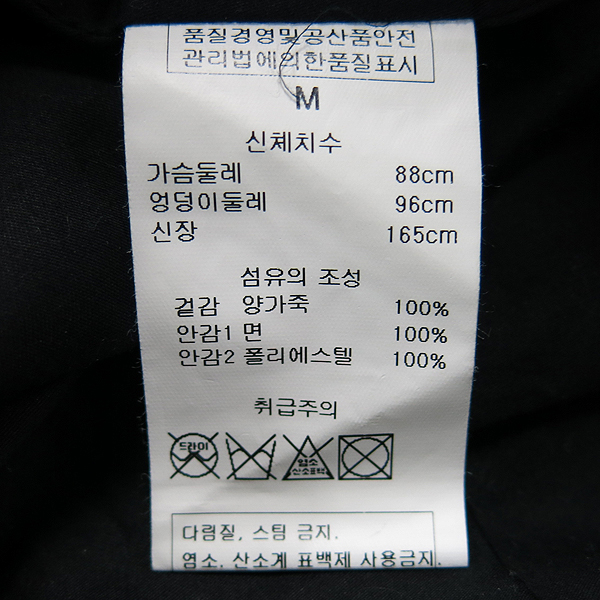 품질경영및공산품안전
관리법에의한품질표시
M
신체치수
가슴둘레 88cm
엉덩이둘레 96cm
신장 165cm
섬유의 조성
겉감 양가죽 100%
안감1 면 100%
안감2 폴리에스텔 100%
취급주의
드라이
염소
산소표백
다림질, 스팀 금지.
염소. 산소계 표백제 사용금지.